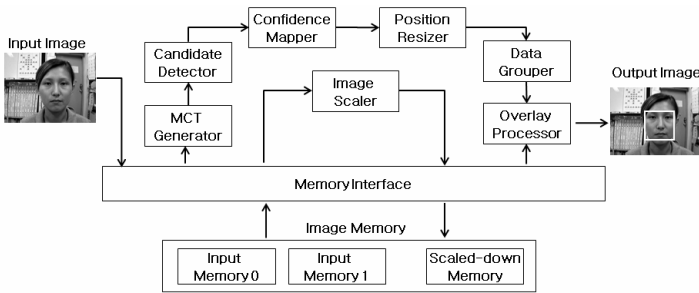 Input Image
Candidate
Detector
MCT
Generator
Confidence
Mapper
Position
Resizer
Image
Scaler
Data
Grouper
Overlay
Processor
Output Image
Memory Interface
Image Memory
Input
Memory 0
Input
Memory 1
Scaled-down
Memory